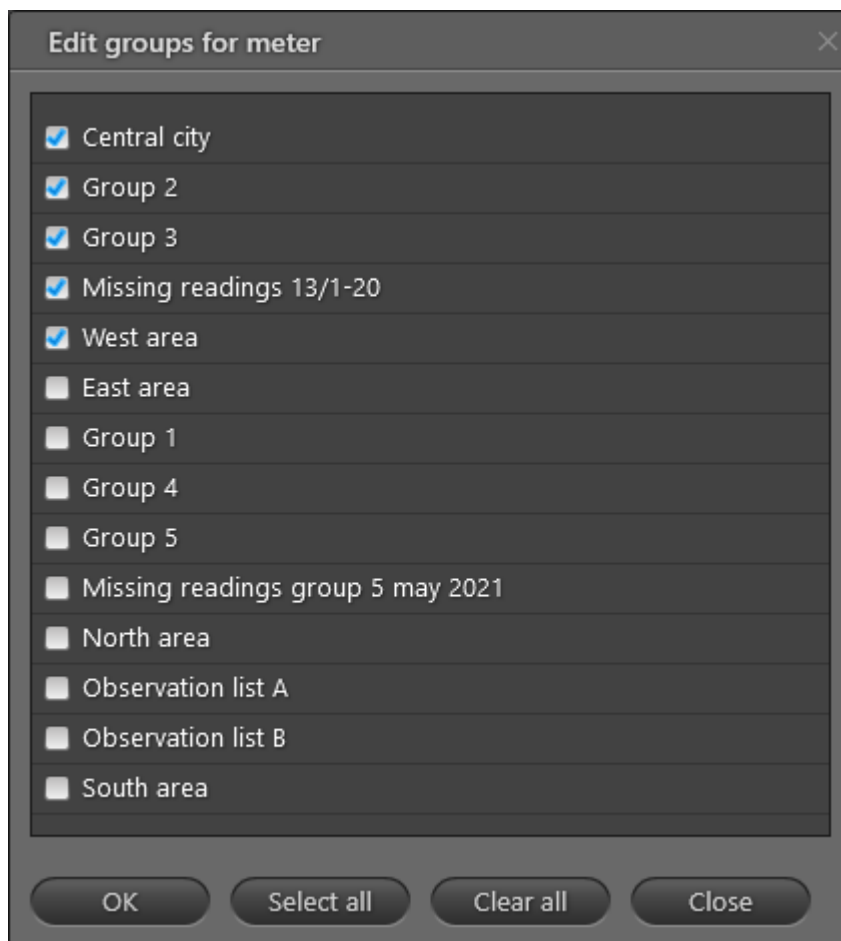 Edit groups for meter
Central city
Group 2
Group 3
Missing readings 13/1-20
West area
East area
Group 1
Group 4
Group 5
Missing readings group 5 may 2021
North area
Observation list A
Observation list B
South area
OK Select all Clear all Close